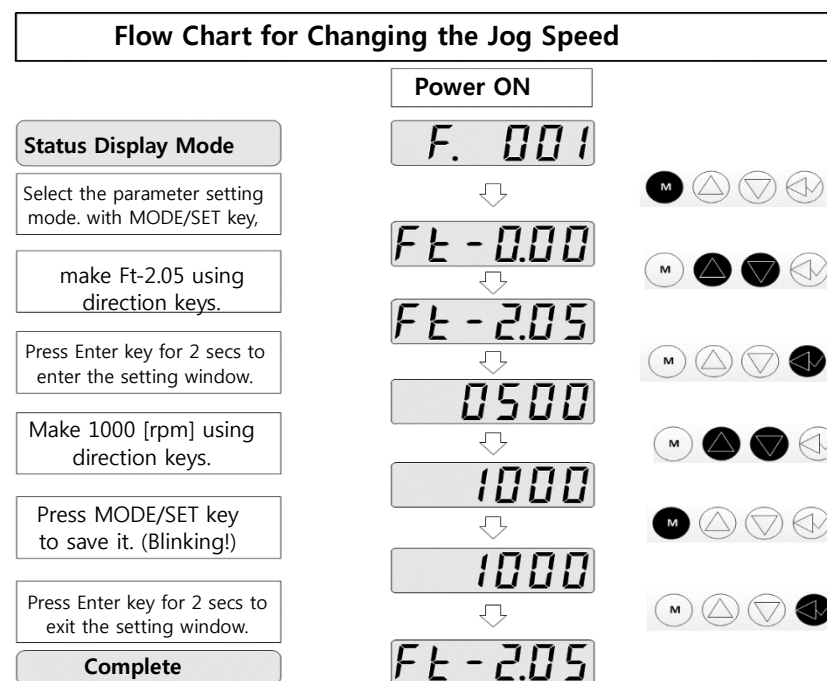 Flow Chart for Changing the Jog Speed
Power ON
Status Display Mode
F. 001
Select the parameter setting
mode. with MODE/SET key,
M
Ft-0.00
make Ft-2.05 using
direction keys.
M
Ft-2.05
Press Enter key for 2 secs to
enter the setting window.
M
0500
Make 1000 [rpm] using
direction keys.
M
1000
Press MODE/SET key
to save it. (Blinking!)
M
1000
Press Enter key for 2 secs to
exit the setting window.
M
Complete
Ft-2.05